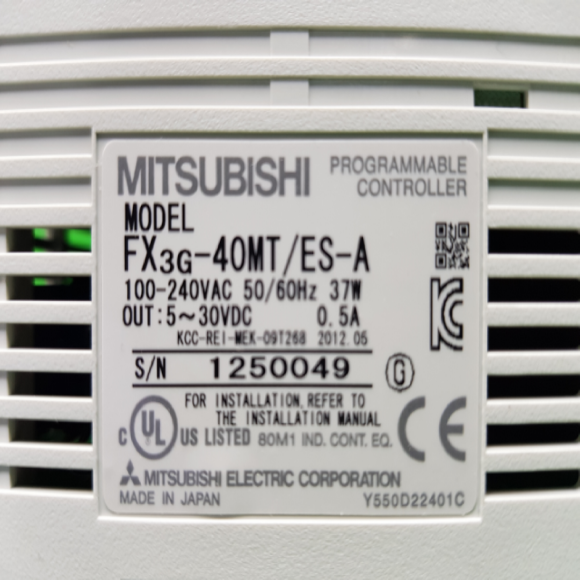 MITSUBISHI
PROGRAMMABLE
CONTROLLER
MODEL
FX3G-40MT/ES-A
100-240VAC 50/60Hz 37W
OUT:5~30VDC 0.5A
KCC-REI-MEK-09T268 2012.05
S/N 1250049 G
FOR INSTALLATION,REFER TO
THE INSTALLATION MANUAL
C UL US LISTED 80M1 IND. CONT. EQ. CE
MITSUBISHI ELECTRIC CORPORATION
MADE IN JAPAN Y550D22401C